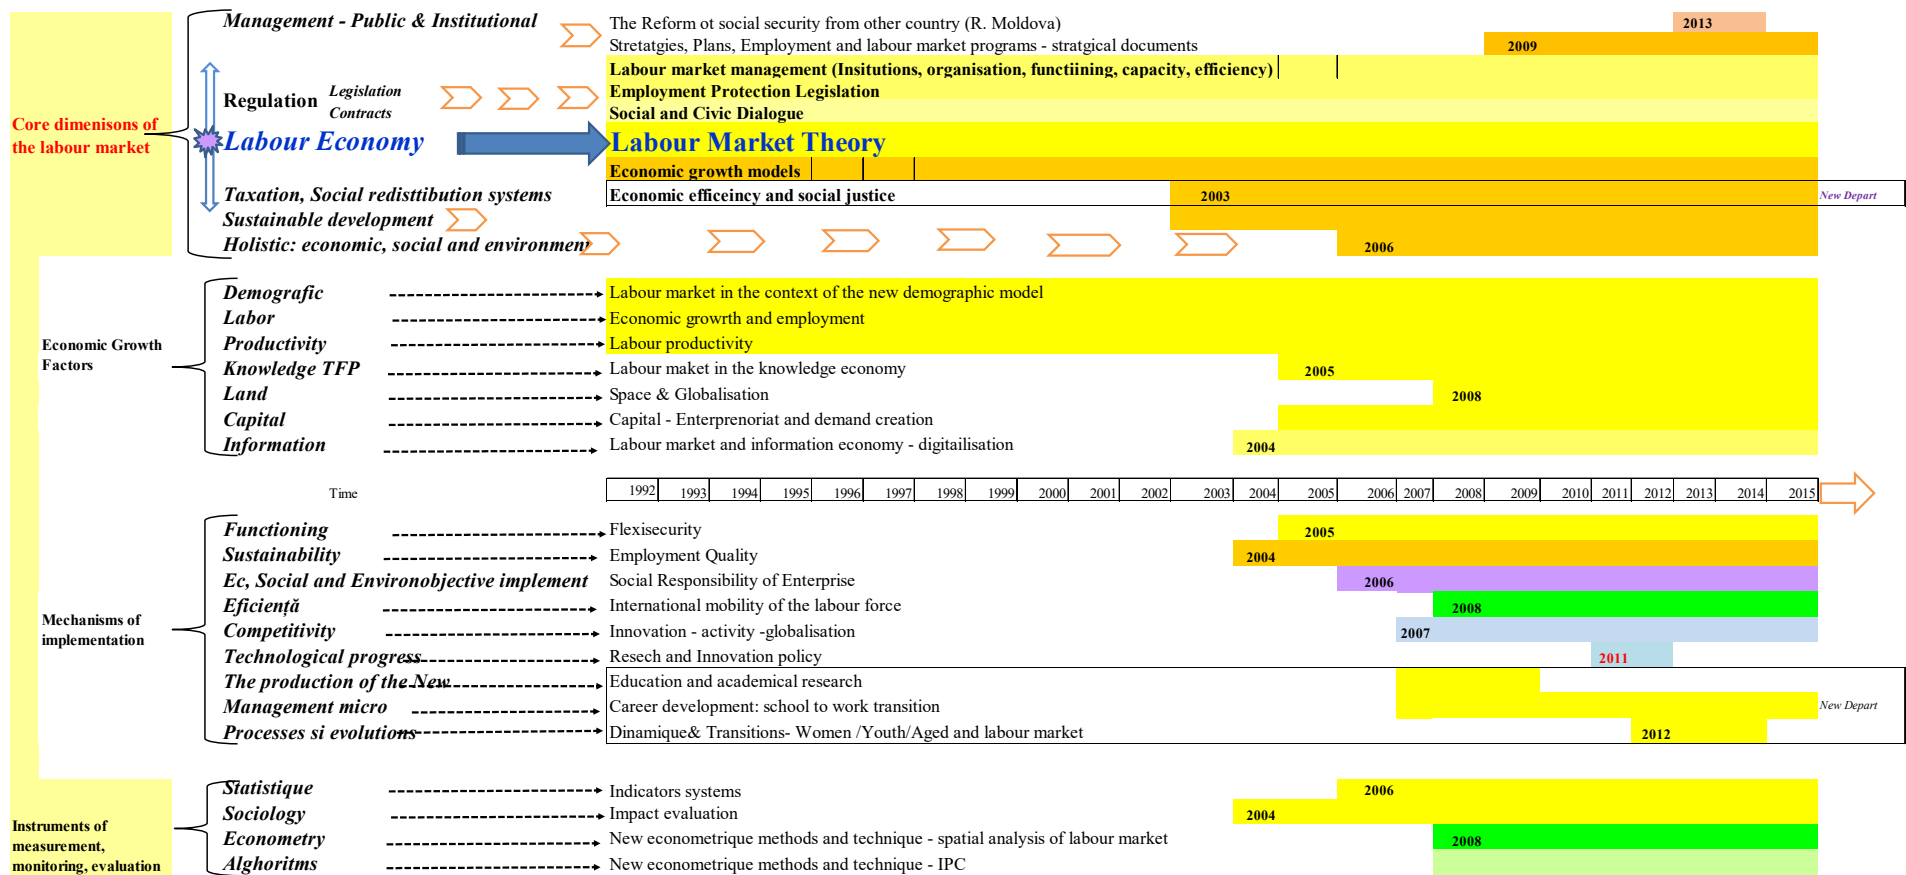 Management - Public & Institutional
The Reform ot social security from other country (R. Moldova)
2013
Stretatgies, Plans, Employment and labour market programs - stratgical documents
2009
Labour market management (Insitutions, organisation, functiining, capacity, efficiency)
Regulation
Legislation
Contracts
Employment Protection Legislation
Social and Civic Dialogue
Core dimenisons of
the labour market
Labour Economy
Labour Market Theory
Economic growth models
Taxation, Social redisttibution systems
Economic efficeincy and social justice
2003
New Depart
Sustainable development
Holistic: economic, social and environment
2006
Economic Growth
Factors
Demografic
Labour market in the context of the new demographic model
Labor
Economic growrth and employment
Productivity
Labour productivity
Knowledge TFP
Labour maket in the knowledge economy
2005
Land
Space & Globalisation
2008
Capital
Capital - Enterprenoriat and demand creation
Information
Labour market and information economy - digitailisation
2004
Time
1992 1993 1994 1995 1996 1997 1998 1999 2000 2001 2002 2003 2004 2005 2006 2007 2008 2009 2010 2011 2012 2013 2014 2015
Mechanisms of
implementation
Functioning
Flexisecurity
2005
Sustainability
Employment Quality
2004
Ec, Social and Environobjective implement
Social Responsibility of Enterprise
2006
Eficiență
International mobility of the labour force
2008
Competitivity
Innovation - activity -globalisation
2007
Technological progress
Resech and Innovation policy
2011
The production of the New
Education and academical research
Management micro
Career development: school to work transition
New Depart
Processes si evolutions
Dinamique& Transitions- Women /Youth/Aged and labour market
2012
Instruments of
measurement,
monitoring, evaluation
Statistique
Indicators systems
2006
Sociology
Impact evaluation
2004
Econometry
New econometrique methods and technique - spatial analysis of labour market
2008
Alghoritms
New econometrique methods and technique - IPC